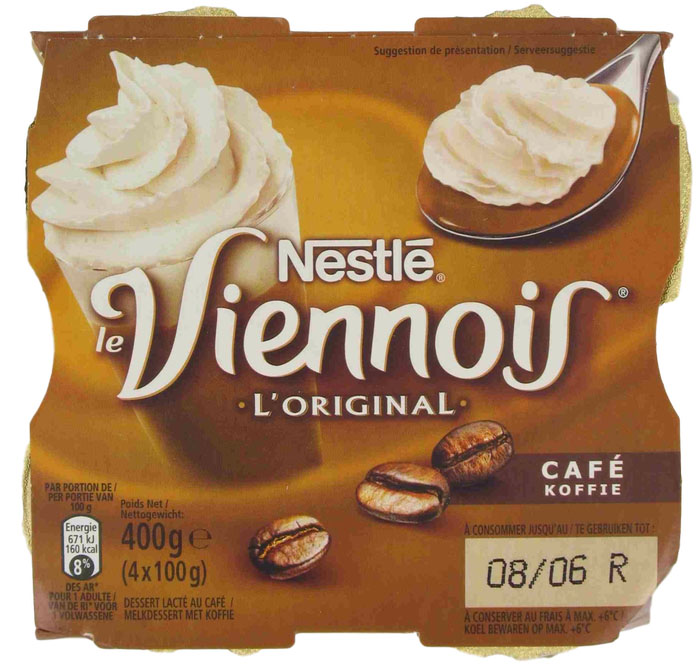 Suggestion de présentation / Serveersuggestie
Nestlé®
le Viennois®
· L'ORIGINAL ·
CAFÉ
KOFFIE
PAR PORTION DE /
PER PORTIE VAN
100 g
Energie
671 kJ
160 kcal
8%
DES AR*
POUR 1 ADULTE /
VAN DE RI* VOOR
1 VOLWASSENE
Poids Net /
Nettogewicht:
400g e
(4x100g)
DESSERT LACTÉ AU CAFÉ /
MELKDESSERT MET KOFFIE
À CONSOMMER JUSQU'AU / TE GEBRUIKEN TOT :
08/06 R
À CONSERVER AU FRAIS À MAX. +6°C /
KOEL BEWAREN OP MAX. +6°C